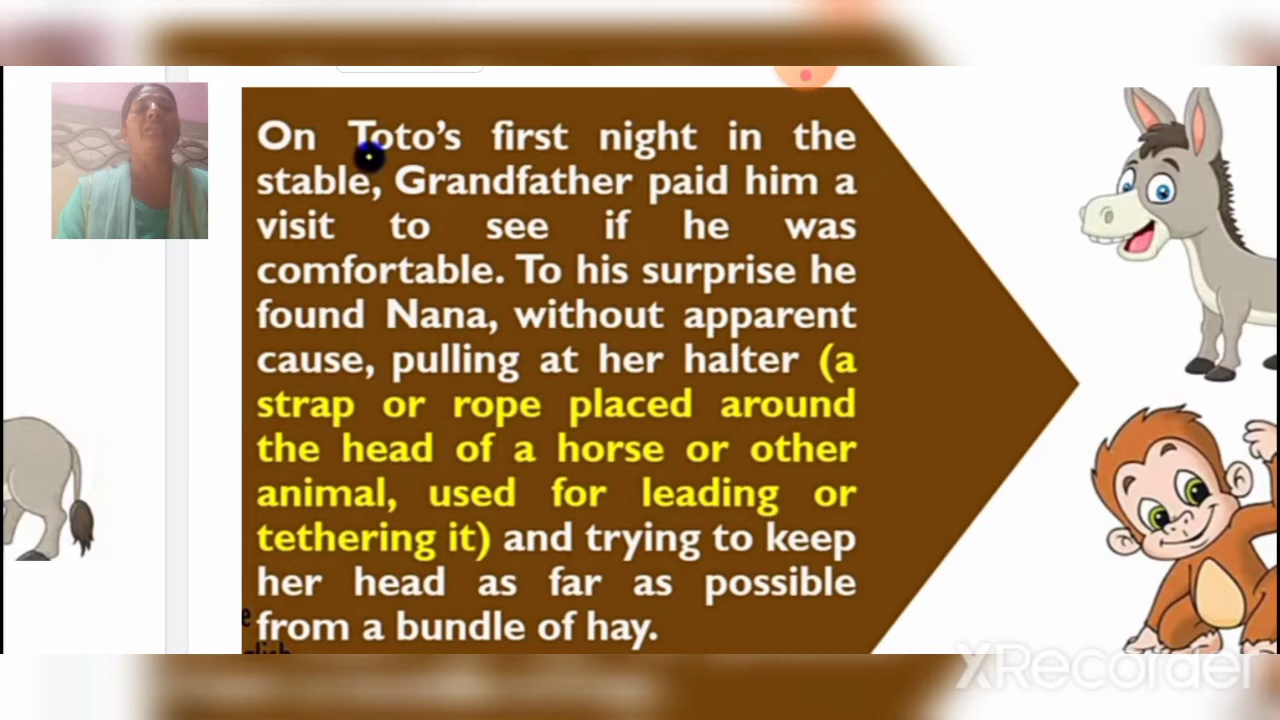 On Toto's first night in the
stable, Grandfather paid him a
visit to see if he was
comfortable. To his surprise he
found Nana, without apparent
cause, pulling at her halter (a
strap or rope placed around
the head of a horse or other
animal, used for leading or
tethering it) and trying to keep
her head as far as possible
from a bundle of hay.
XRecorder